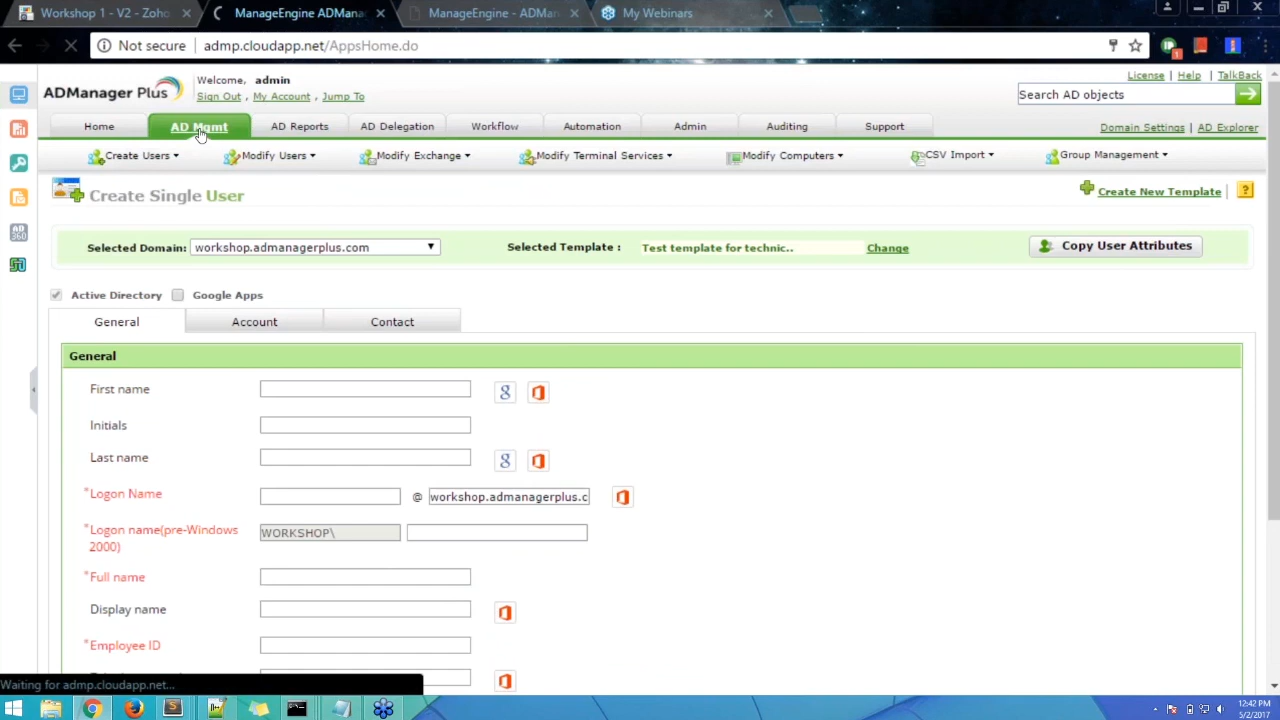 Workshop 1 - V2 - Zoho
ManageEngine ADMana
ManageEngine - ADMan
My Webinars
Not secure
admp.cloudapp.net/AppsHome.do
ADManager Plus
Welcome, admin
Sign Out , My Account , Jump To
License | Help | TalkBack
Search AD objects
Home
AD Mgmt
AD Reports
AD Delegation
Workflow
Automation
Admin
Auditing
Support
Domain Settings | AD Explorer
Create Users
Modify Users
Modify Exchange
Modify Terminal Services
Modify Computers
CSV Import
Group Management
Create Single User
Create New Template
?
Selected Domain: workshop.admanagerplus.com
Selected Template : Test template for technic..
Change
Copy User Attributes
Active Directory
Google Apps
General
Account
Contact
General
First name
Initials
Last name
*Logon Name
@ workshop.admanagerplus.c
*Logon name(pre-Windows 2000)
WORKSHOP\
*Full name
Display name
*Employee ID
Waiting for admp.cloudapp.net...
12:42 PM
5/2/2017